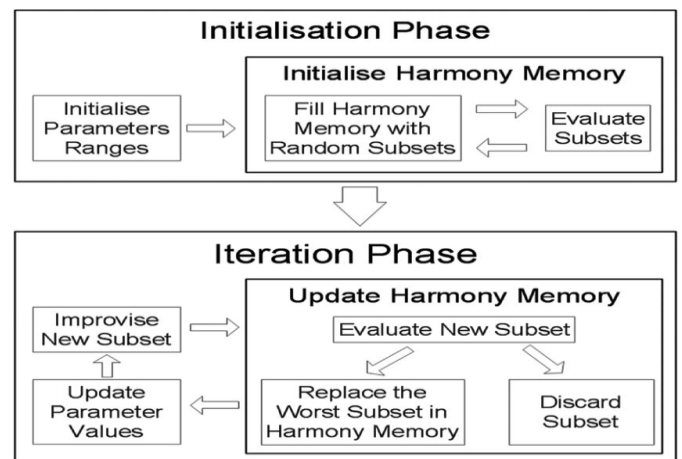 Initialisation Phase
Initialise Harmony Memory
Initialise
Parameters
Ranges
Fill Harmony
Memory with
Random Subsets
Evaluate
Subsets
Iteration Phase
Update Harmony Memory
Improvise
New Subset
Evaluate New Subset
Update
Parameter
Values
Replace the
Worst Subset in
Harmony Memory
Discard
Subset